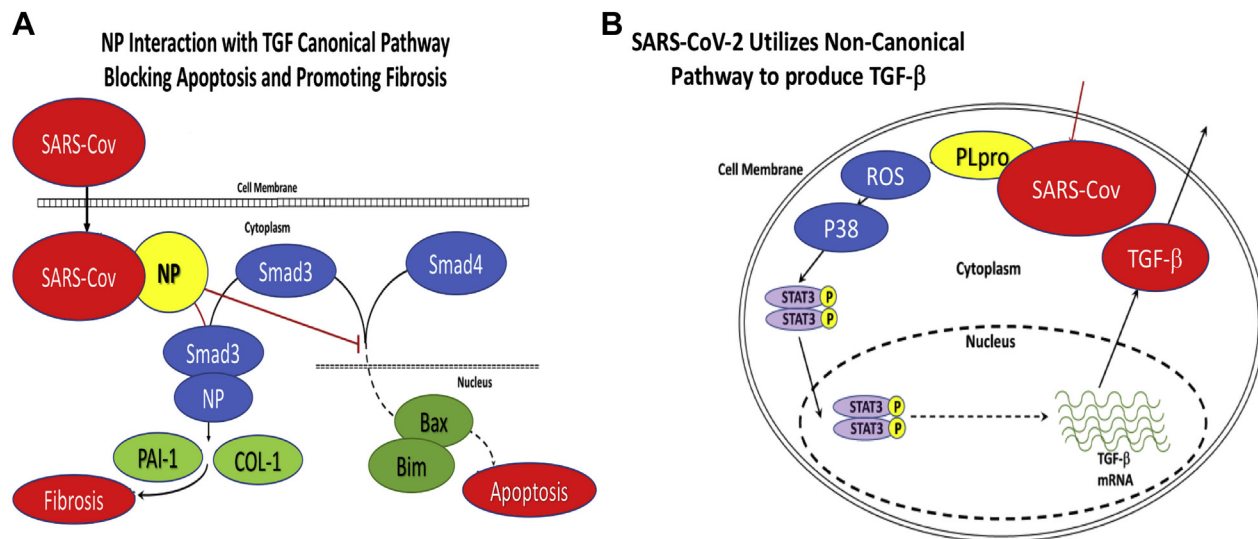 A
NP Interaction with TGF Canonical Pathway
Blocking Apoptosis and Promoting Fibrosis
SARS-Cov
Cell Membrane
Cytoplasm
SARS-Cov
NP
Smad3
Smad4
Smad3
NP
Nucleus
Bax
Bim
PAI-1
COL-1
Fibrosis
Apoptosis
B
SARS-CoV-2 Utilizes Non-Canonical
Pathway to produce TGF-β
Cell Membrane
ROS
PLpro
SARS-Cov
P38
TGF-β
Cytoplasm
STAT3 P
STAT3 P
Nucleus
STAT3 P
STAT3 P
TGF-β
mRNA